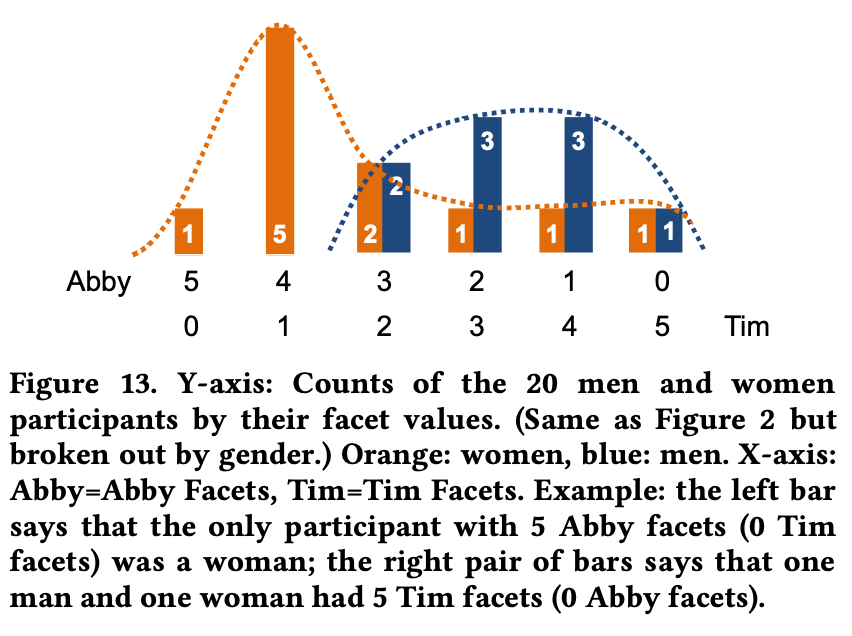 3 3
2
1 5 2 1 1 1 1
Abby 5 4 3 2 1 0
0 1 2 3 4 5 Tim
Figure 13. Y-axis: Counts of the 20 men and women
participants by their facet values. (Same as Figure 2 but
broken out by gender.) Orange: women, blue: men. X-axis:
Abby=Abby Facets, Tim=Tim Facets. Example: the left bar
says that the only participant with 5 Abby facets (0 Tim
facets) was a woman; the right pair of bars says that one
man and one woman had 5 Tim facets (0 Abby facets).